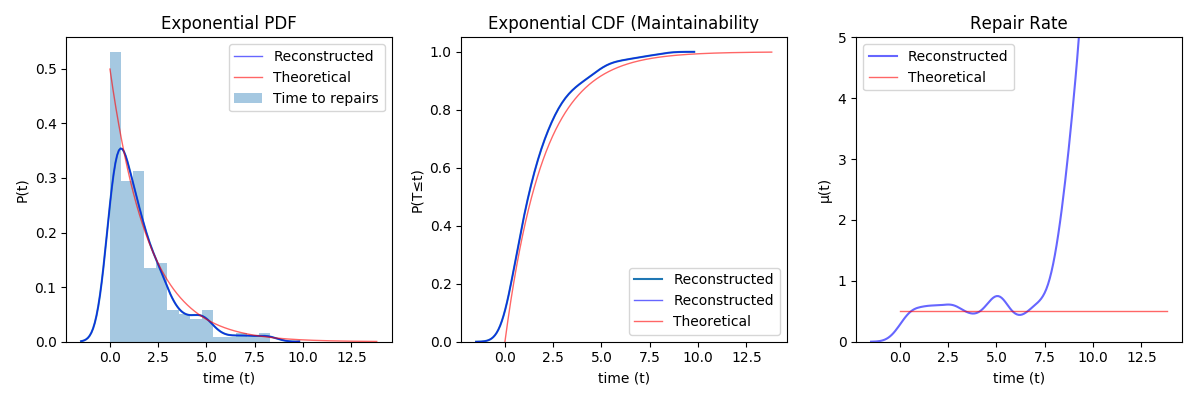 Exponential PDF
P(t)
0.5
0.4
0.3
0.2
0.1
0.0
0.0 2.5 5.0 7.5 10.0 12.5
time (t)
Reconstructed
Theoretical
Time to repairs
Exponential CDF (Maintainability
P(T≤t)
1.0
0.8
0.6
0.4
0.2
0.0
0.0 2.5 5.0 7.5 10.0 12.5
time (t)
Reconstructed
Reconstructed
Theoretical
Repair Rate
μ(t)
5
4
3
2
1
0
0.0 2.5 5.0 7.5 10.0 12.5
time (t)
Reconstructed
Theoretical